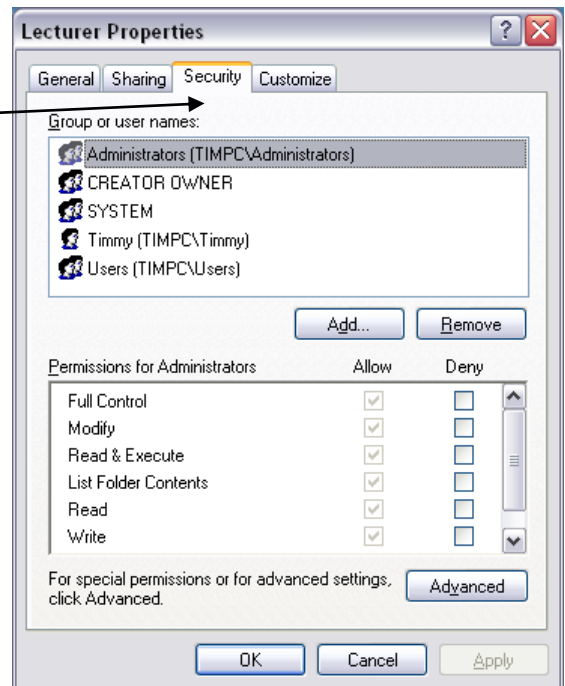 Lecturer Properties
General Sharing Security Customize
Group or user names:
Administrators (TIMPC\Administrators)
CREATOR OWNER
SYSTEM
Timmy (TIMPC\Timmy)
Users (TIMPC\Users)
Add... Remove
Permissions for Administrators Allow Deny
Full Control
Modify
Read & Execute
List Folder Contents
Read
Write
For special permissions or for advanced settings,
click Advanced.
Advanced
OK Cancel Apply